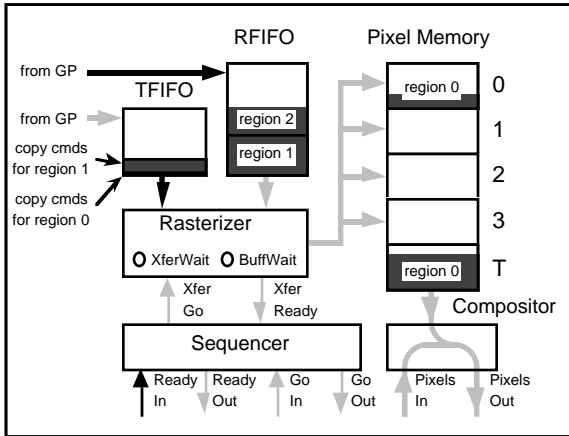 RFIFO
Pixel Memory
from GP
TFIFO
region 0
0
from GP
region 2
1
copy cmds
for region 1
region 1
2
copy cmds
for region 0
Rasterizer
3
XferWait
BuffWait
region 0
T
Xfer
Go
Xfer
Ready
Compositor
Sequencer
Ready
In
Ready
Out
Go
In
Go
Out
Pixels
In
Pixels
Out